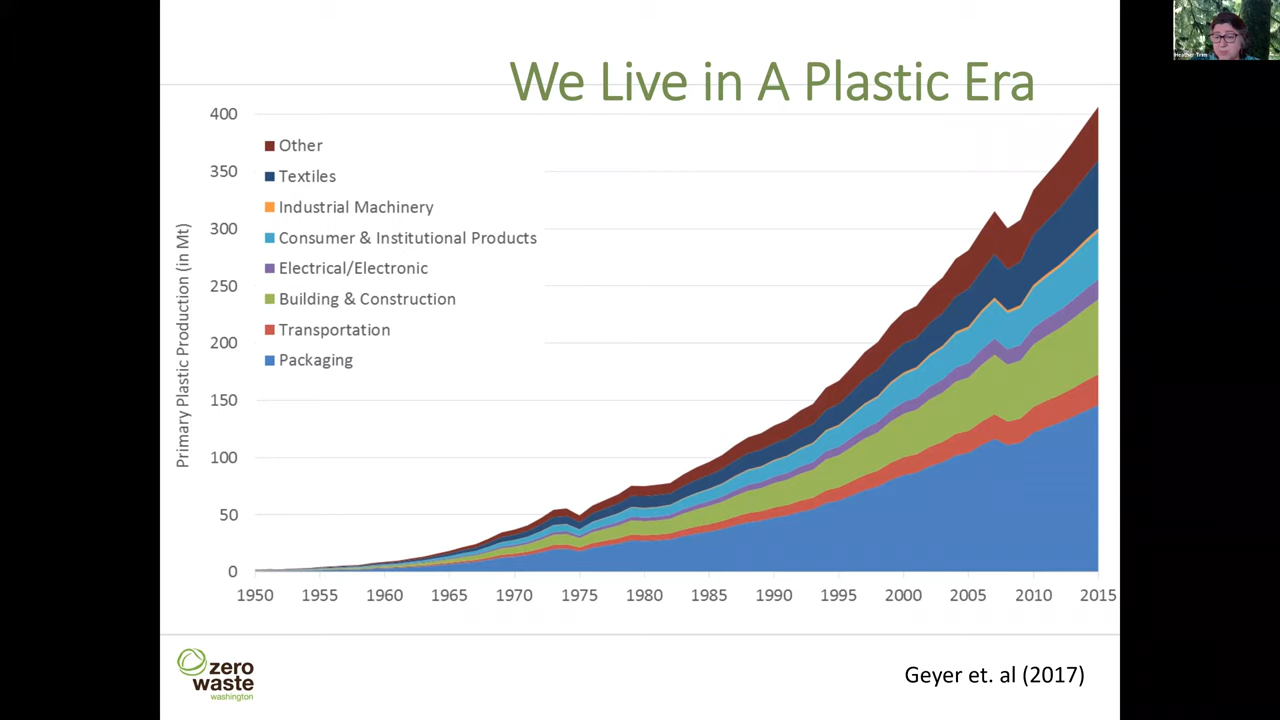 We Live in A Plastic Era
Heather Trim
400
350
300
250
200
150
100
50
0
Primary Plastic Production (in Mt)
Other
Textiles
Industrial Machinery
Consumer & Institutional Products
Electrical/Electronic
Building & Construction
Transportation
Packaging
1950 1955 1960 1965 1970 1975 1980 1985 1990 1995 2000 2005 2010 2015
zero
waste
washington
Geyer et. al (2017)